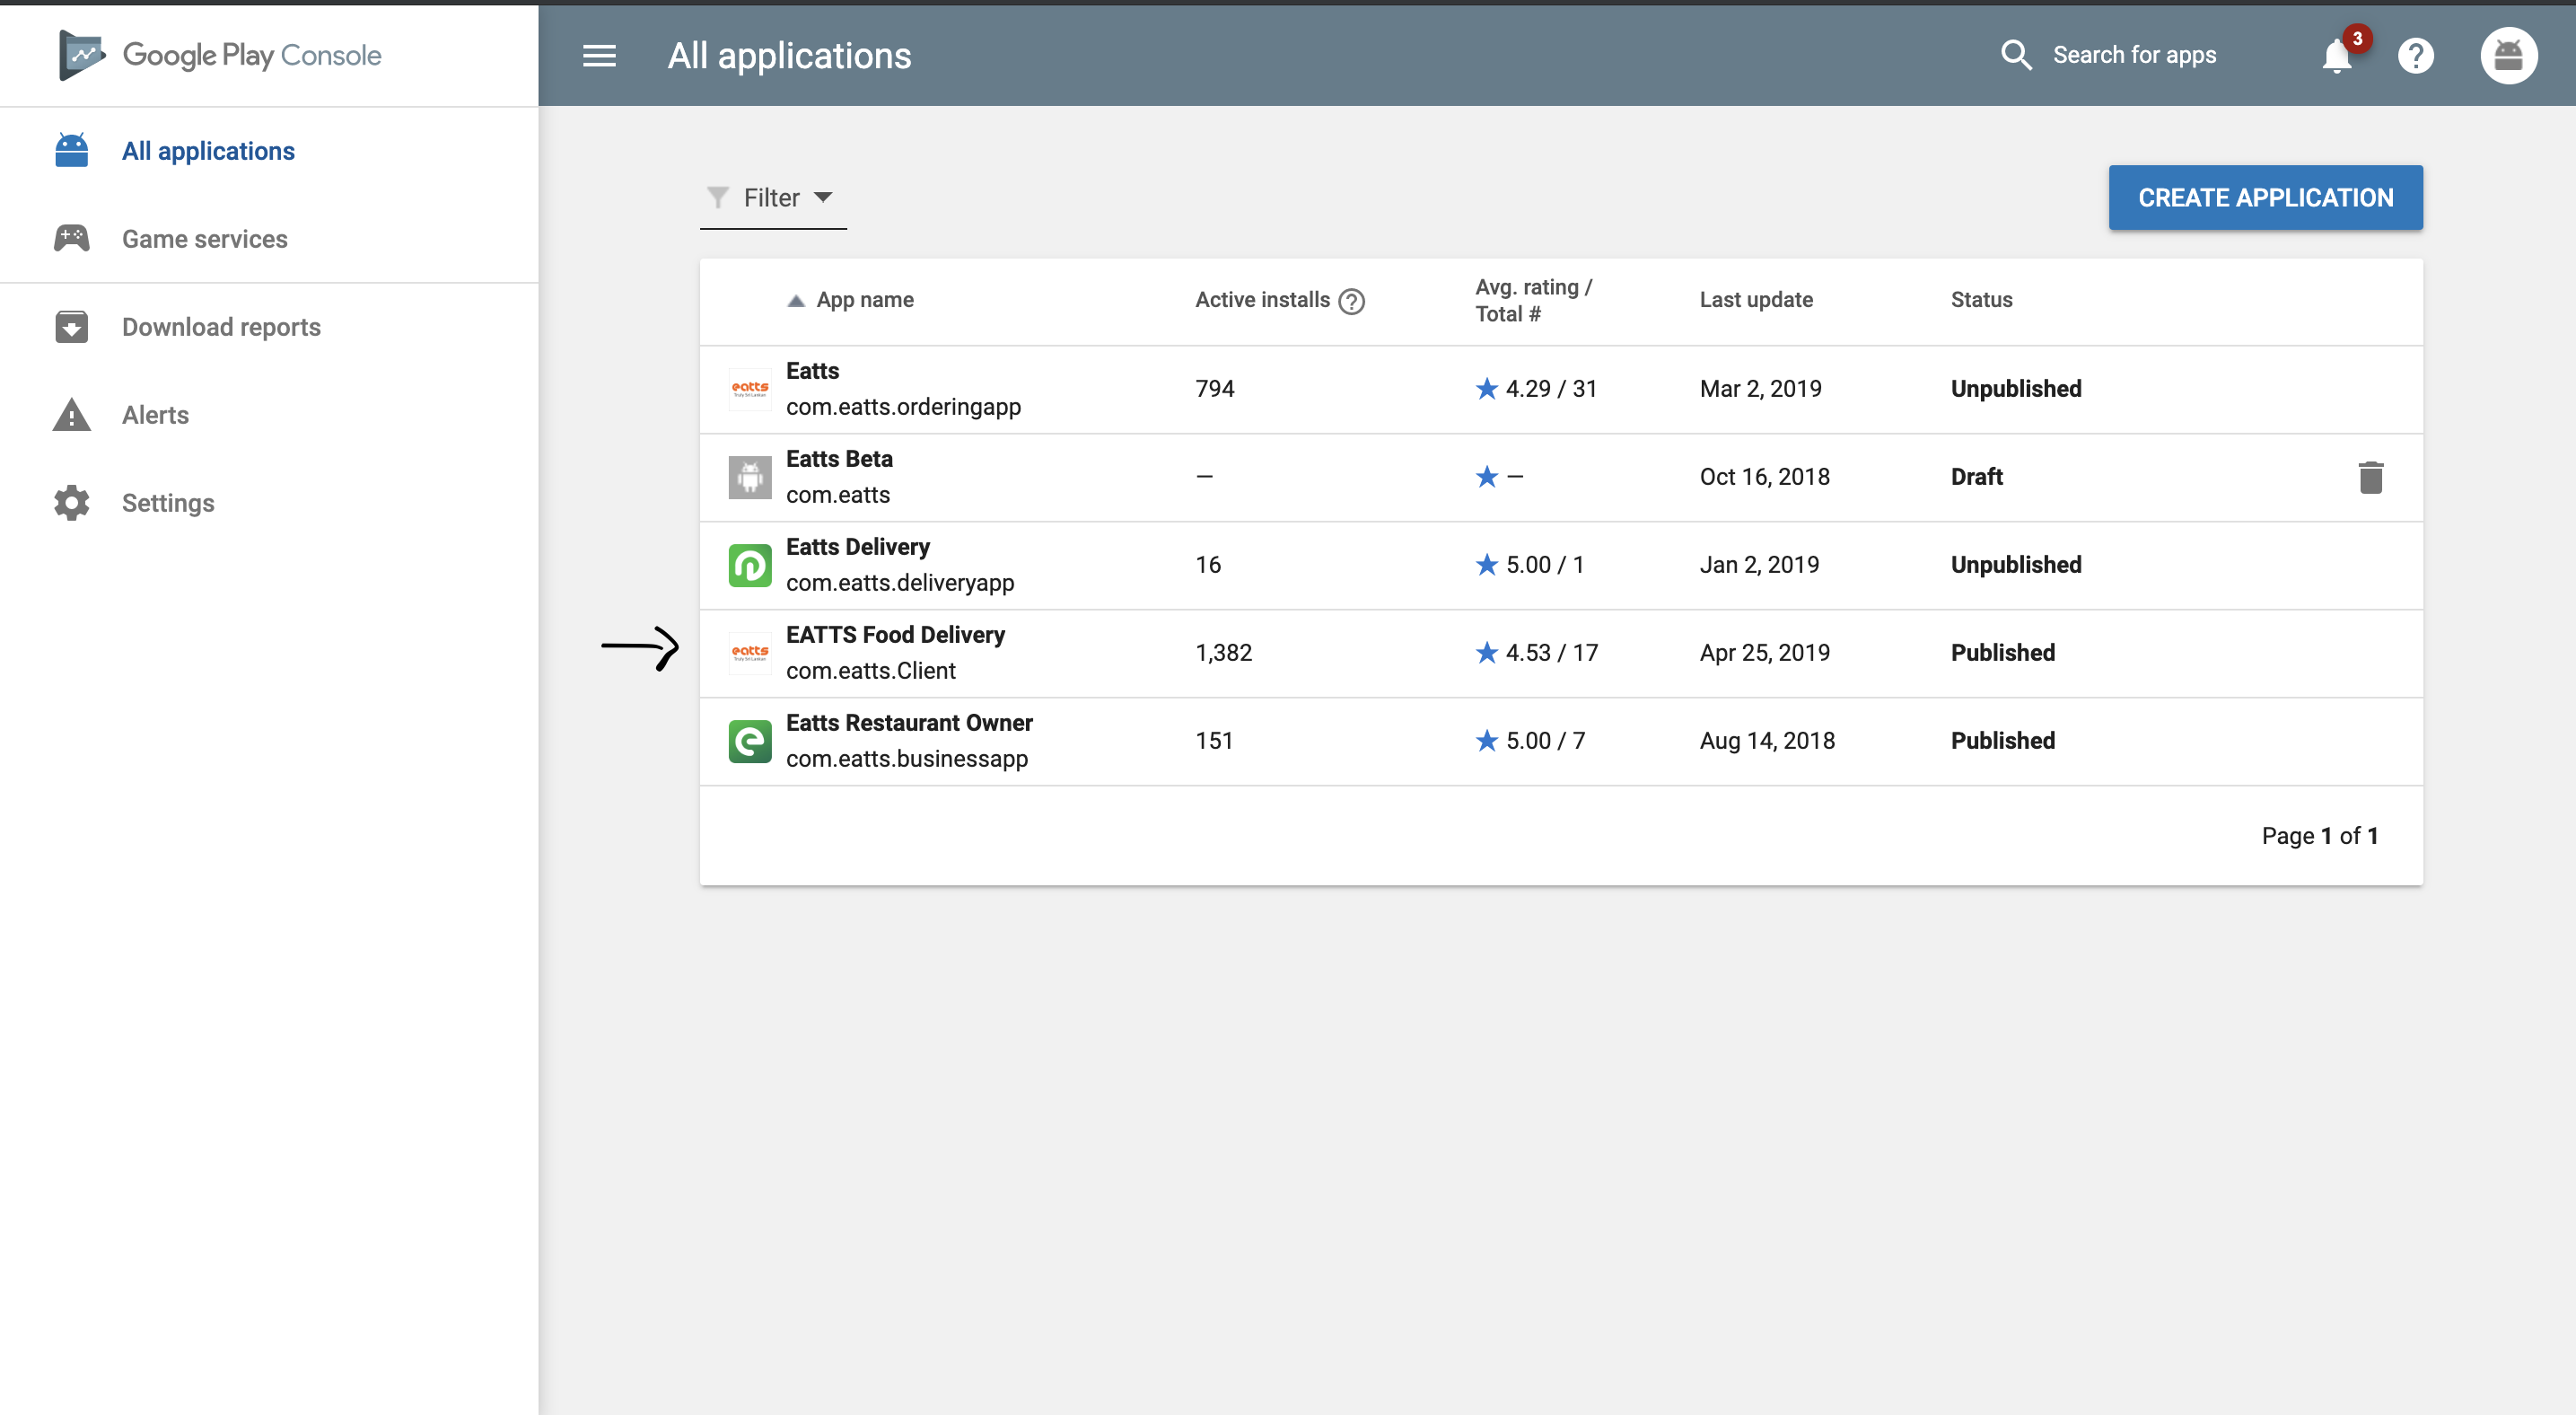 Google Play Console
All applications
Search for apps
3
All applications
Game services
Download reports
Alerts
Settings
Filter
CREATE APPLICATION
App name Active installs Avg. rating / Total # Last update Status
eatts
Eatts
com.eatts.orderingapp
794 4.29 / 31 Mar 2, 2019 Unpublished
Eatts Beta
com.eatts
— — Oct 16, 2018 Draft
Eatts Delivery
com.eatts.deliveryapp
16 5.00 / 1 Jan 2, 2019 Unpublished
eatts
EATTS Food Delivery
com.eatts.Client
1,382 4.53 / 17 Apr 25, 2019 Published
Eatts Restaurant Owner
com.eatts.businessapp
151 5.00 / 7 Aug 14, 2018 Published
Page 1 of 1